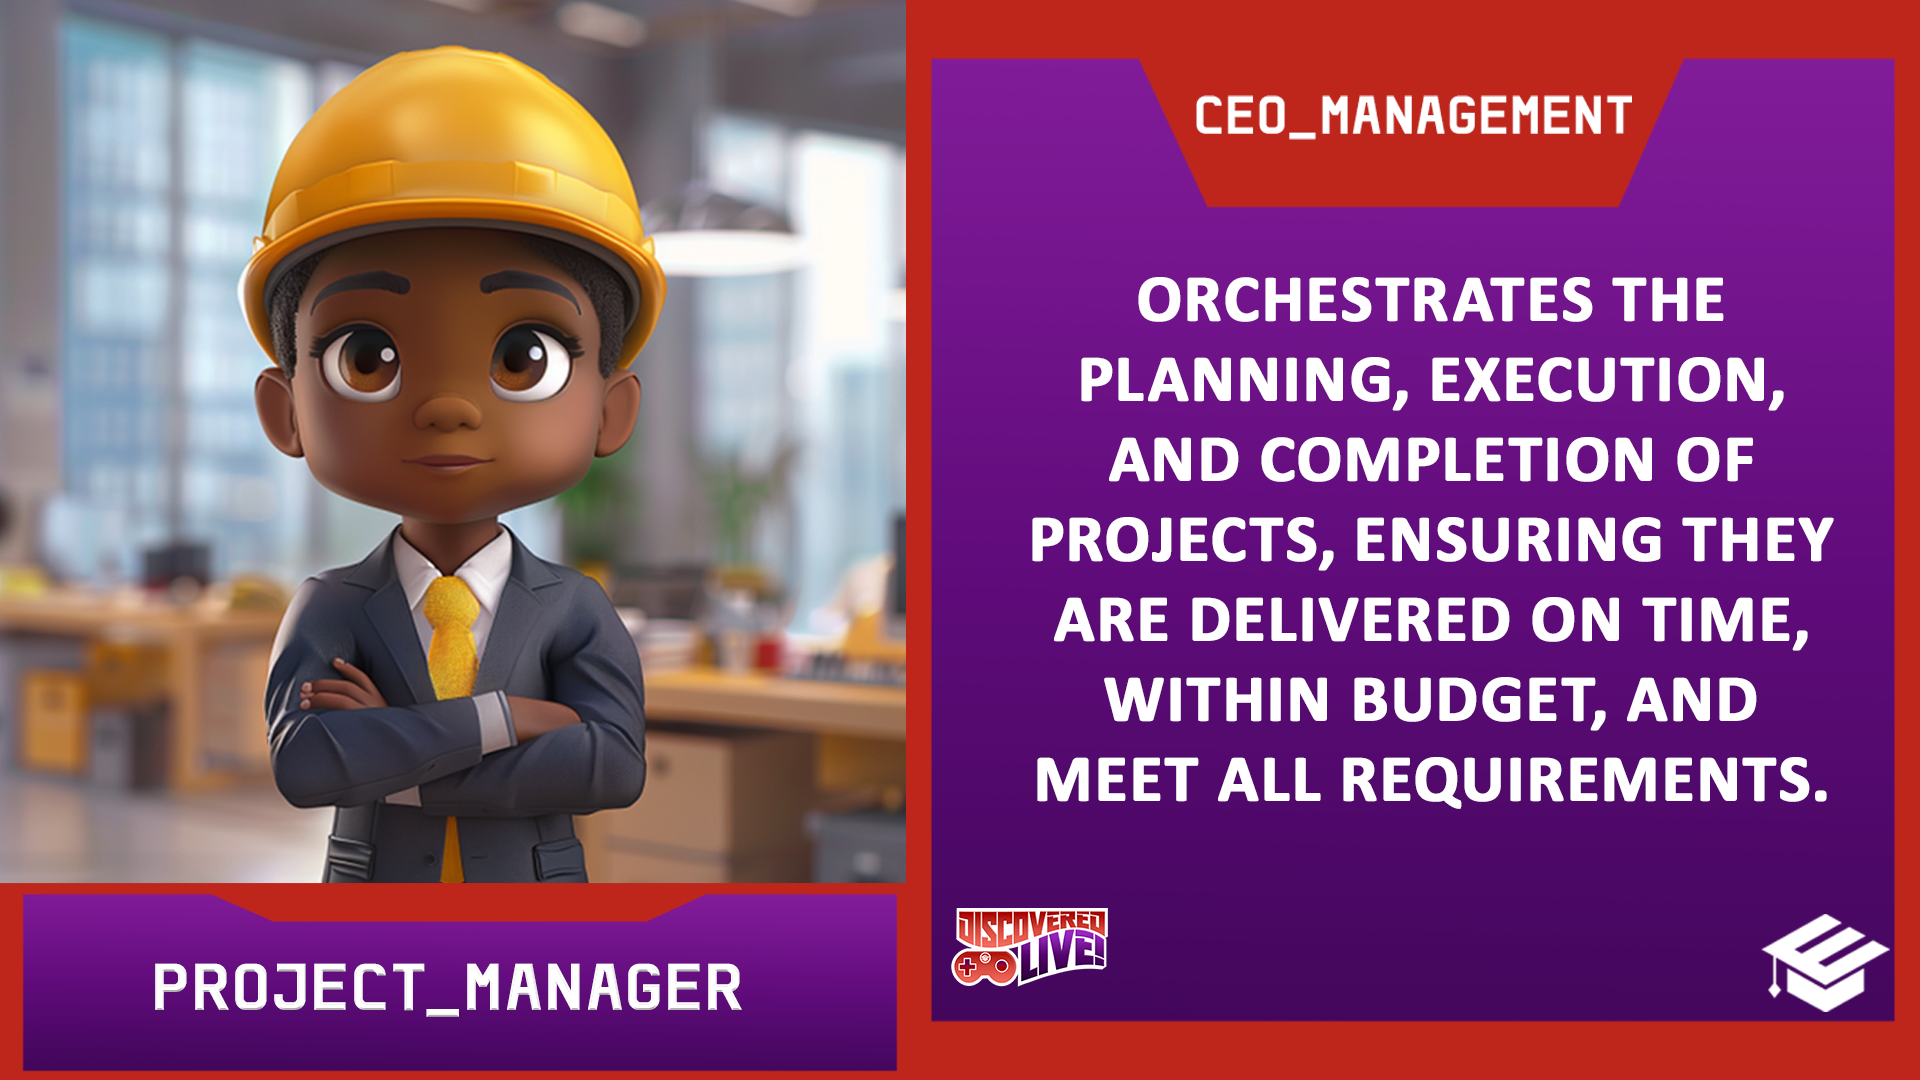 CEO_MANAGEMENT
ORCHESTRATES THE
PLANNING, EXECUTION,
AND COMPLETION OF
PROJECTS, ENSURING THEY
ARE DELIVERED ON TIME,
WITHIN BUDGET, AND
MEET ALL REQUIREMENTS.
PROJECT_MANAGER
DISCOVERED
LIVE!